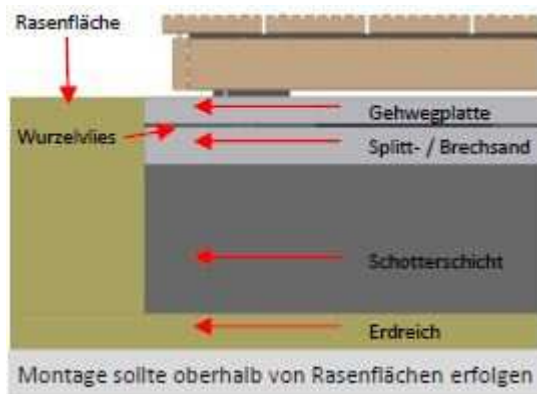 Rasenfläche
Gehwegplatte
Wurzelvlies
Splitt- / Brechsand
Schotterschicht
Erdreich
Montage sollte oberhalb von Rasenflächen erfolgen